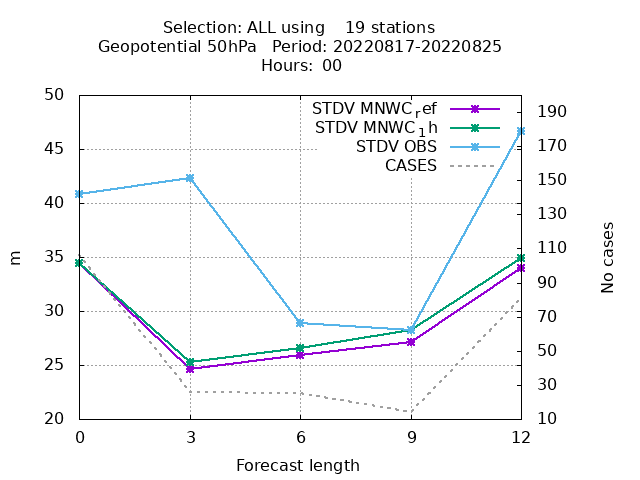 Selection: ALL using    19 stations
Geopotential 50hPa   Period: 20220817-20220825
Hours:  00
STDV MNWC_ref
STDV MNWC_1h
STDV OBS
CASES
50
45
40
35
30
25
20
m
190
170
150
130
110
90
70
50
30
10
No cases
0 3 6 9 12
Forecast length